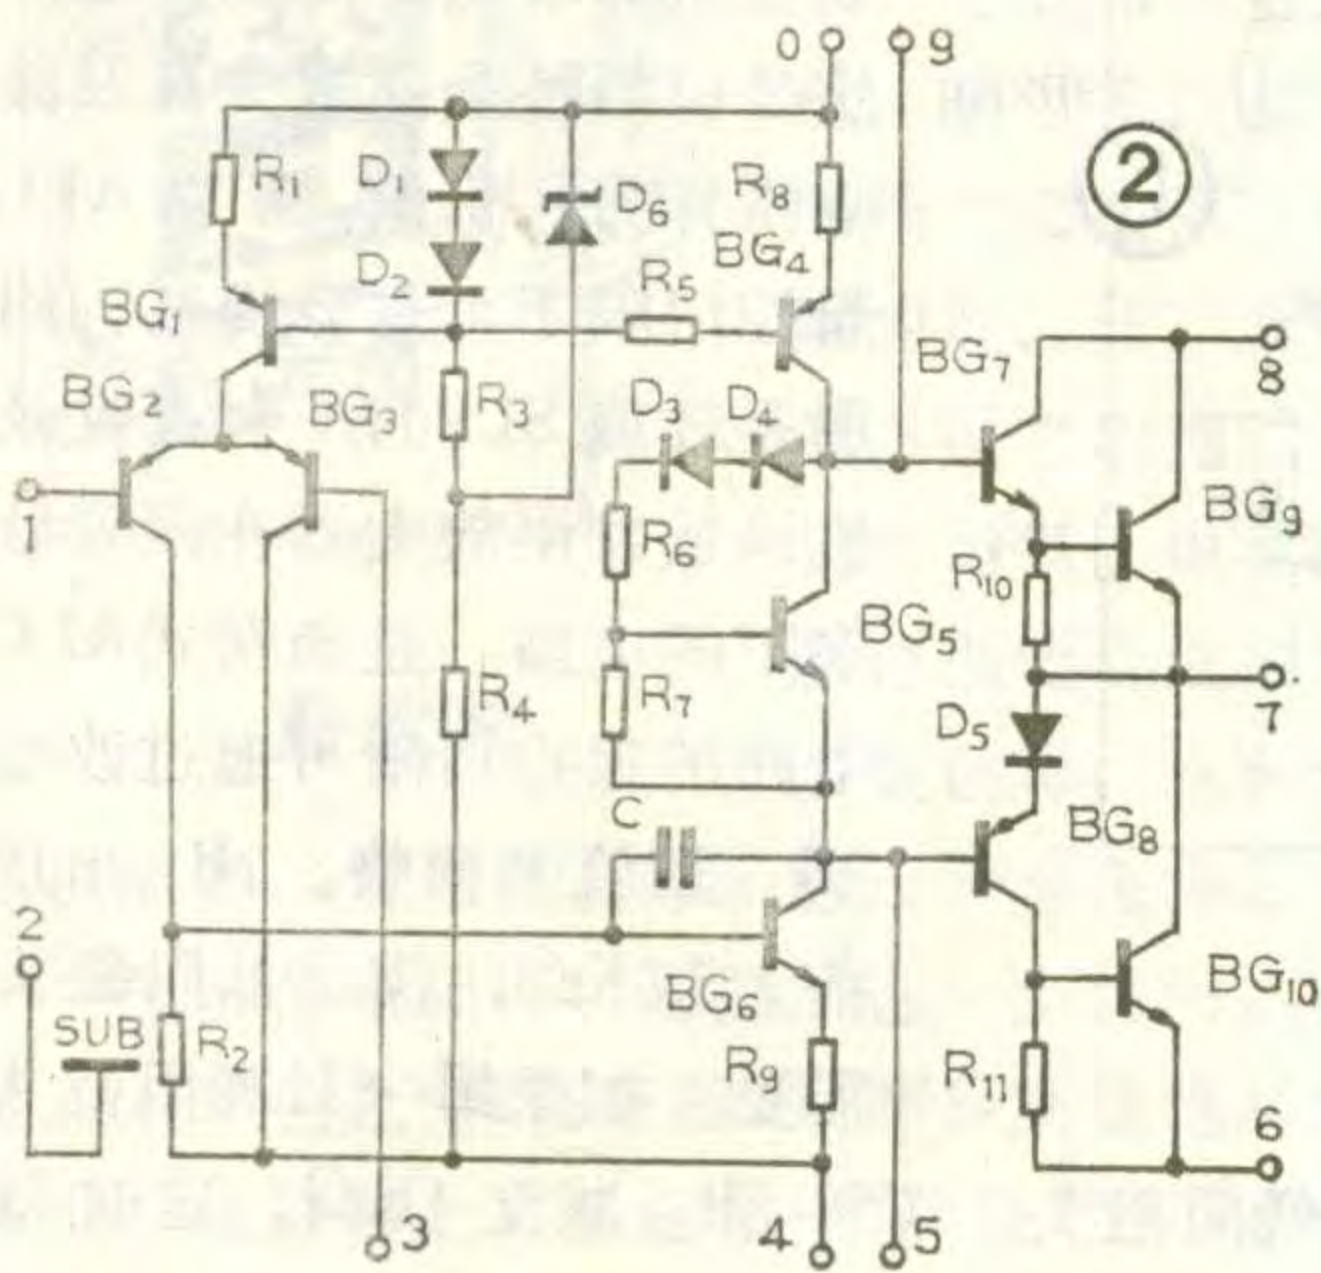 0 9
②
R₁ D₁ D₆ R₈
BG₄
D₂ R₅
BG₁
BG₇
8
BG₂ BG₃ R₃ D₃ D₄
1
BG₉
R₆ R₁₀
BG₅
R₄ R₇ D₅ 7
C BG₈
2
BG₆ BG₁₀
SUB R₂ R₉ R₁₁
6
3 4 5